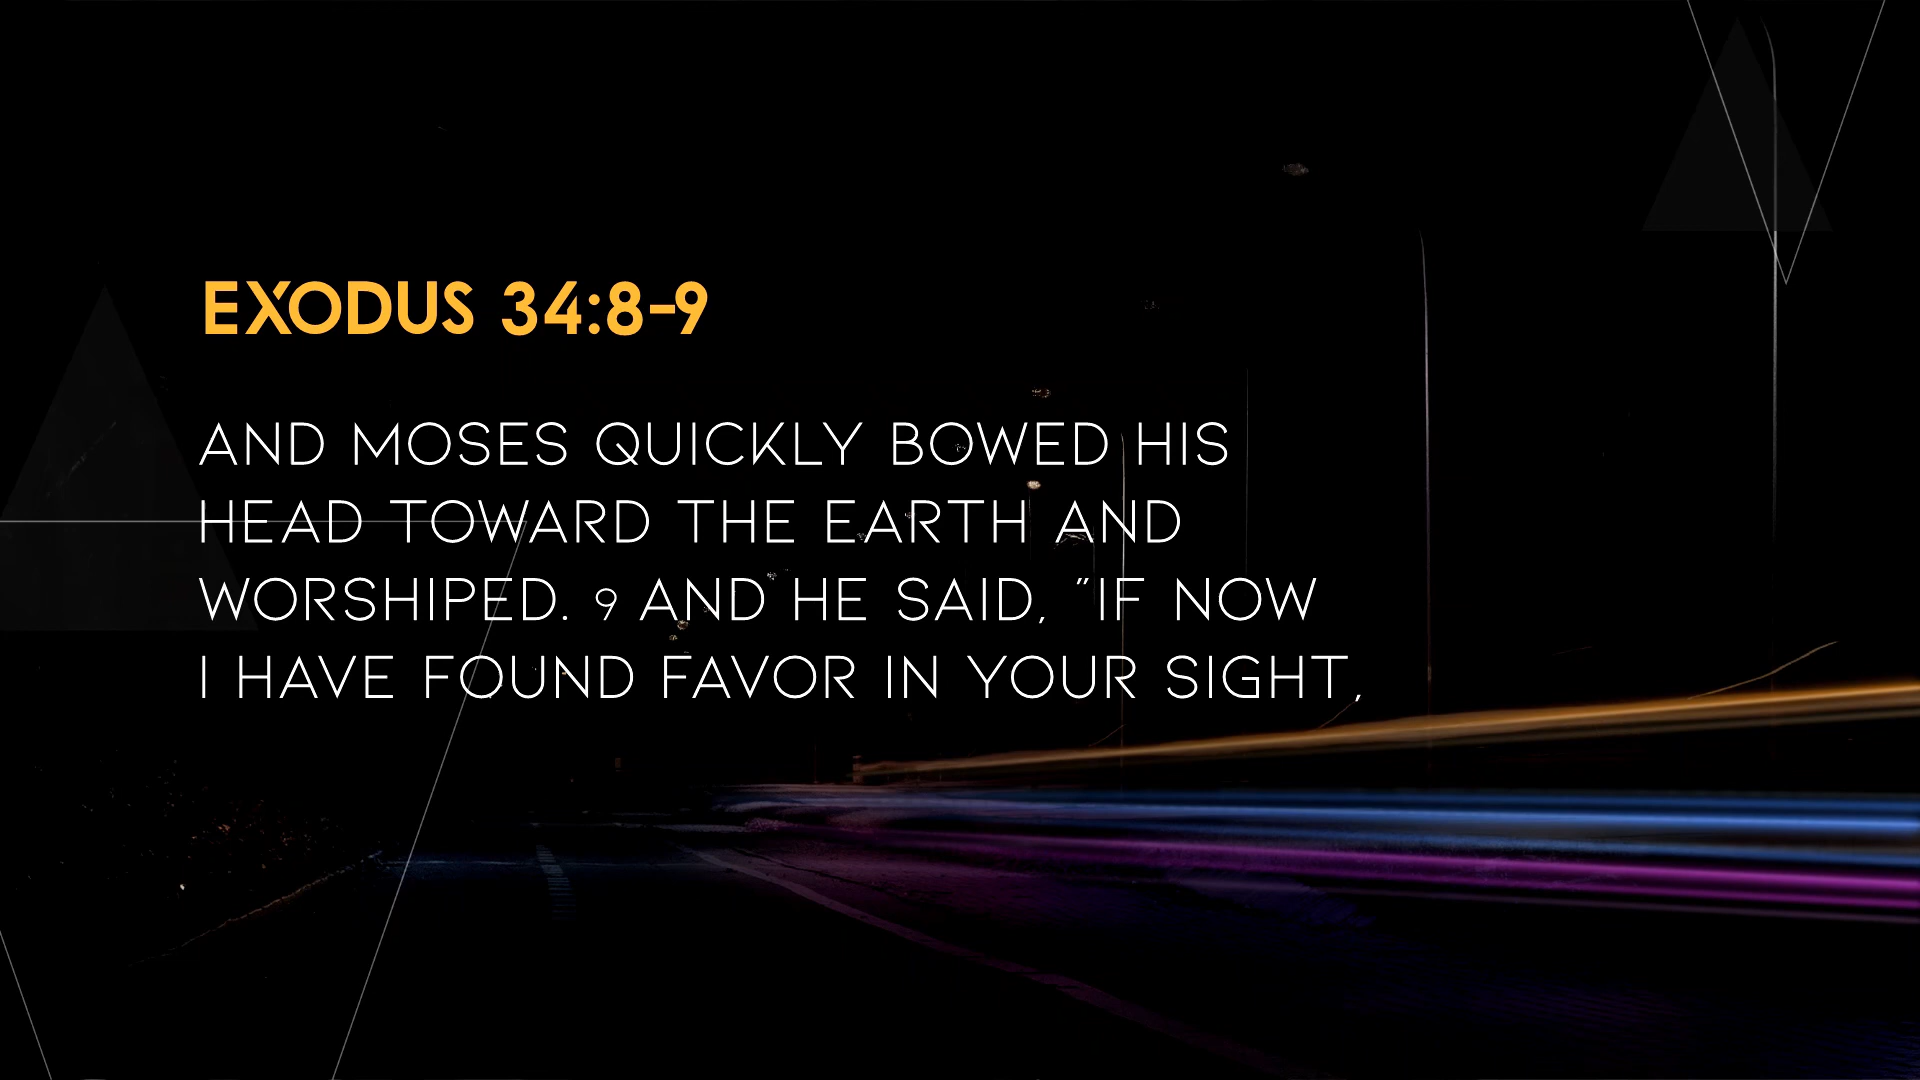 EXODUS 34:8-9
AND MOSES QUICKLY BOWED HIS
HEAD TOWARD THE EARTH AND
WORSHIPED. 9 AND HE SAID, "IF NOW
I HAVE FOUND FAVOR IN YOUR SIGHT,